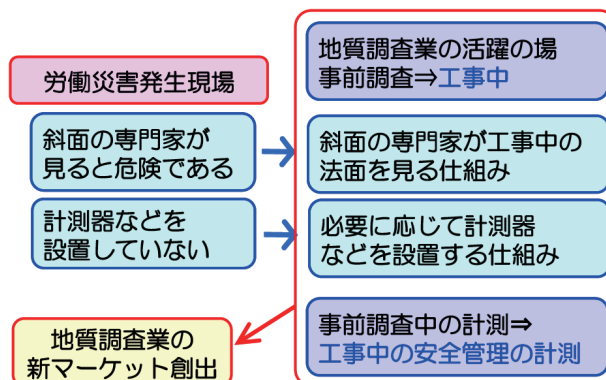 労働災害発生現場
斜面の専門家が
見ると危険である
計測器などを
設置していない
地質調査業の活躍の場
事前調査⇒工事中
斜面の専門家が工事中の
法面を見る仕組み
必要に応じて計測器
などを設置する仕組み
事前調査中の計測⇒
工事中の安全管理の計測
地質調査業の
新マーケット創出